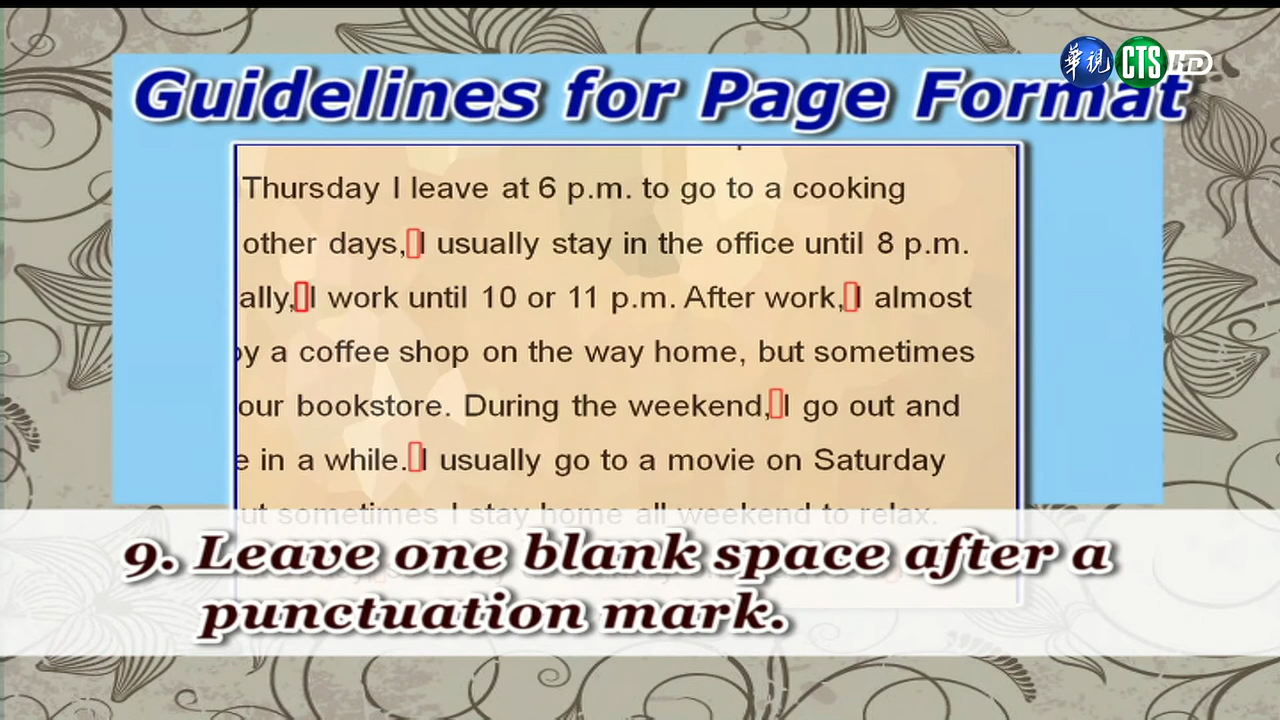 華視 CTS HD
Guidelines for Page Format
Thursday I leave at 6 p.m. to go to a cooking
other days, I usually stay in the office until 8 p.m.
ally, I work until 10 or 11 p.m. After work, I almost
by a coffee shop on the way home, but sometimes
our bookstore. During the weekend, I go out and
e in a while. I usually go to a movie on Saturday
ut sometimes I stay home all weekend to relax.
9. Leave one blank space after a
punctuation mark.